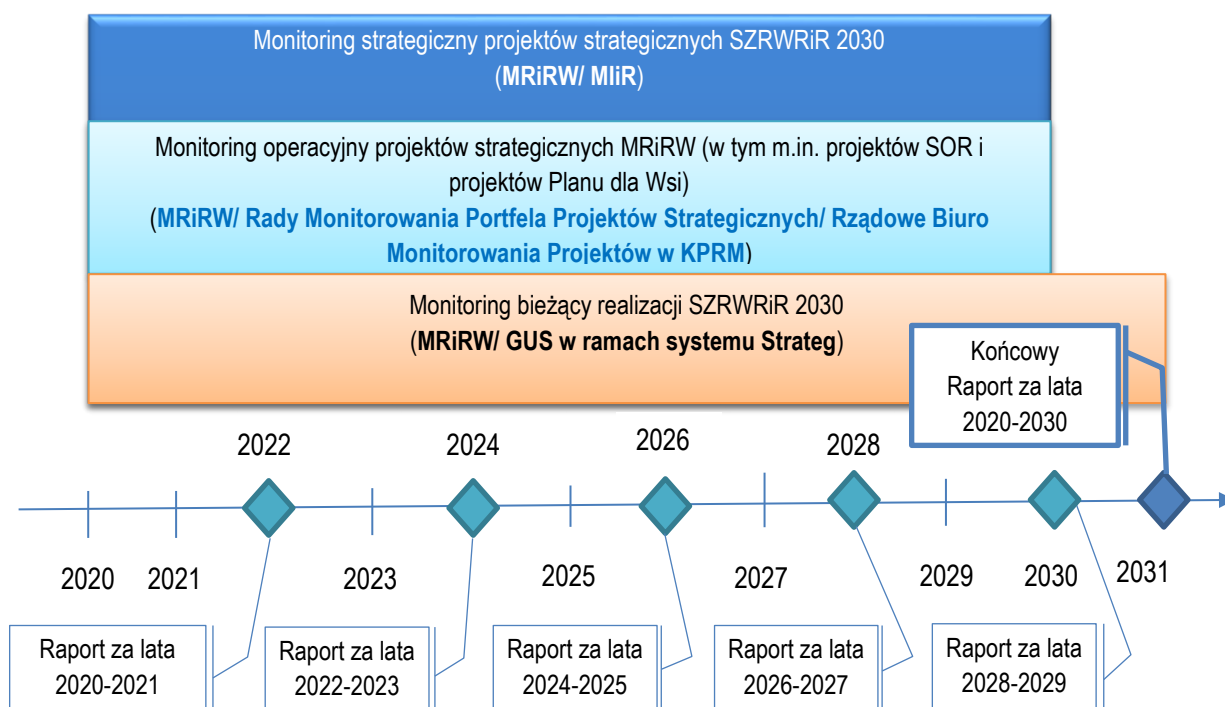 Monitoring strategiczny projektów strategicznych SZRWRiR 2030
(MRiRW/ MIiR)
Monitoring operacyjny projektów strategicznych MRiRW (w tym m.in. projektów SOR i
projektów Planu dla Wsi)
(MRiRW/ Rady Monitorowania Portfela Projektów Strategicznych/ Rządowe Biuro
Monitorowania Projektów w KPRM)
Monitoring bieżący realizacji SZRWRiR 2030
(MRiRW/ GUS w ramach systemu Strateg)
Końcowy
Raport za lata
2020-2030
2022
2024
2026
2028
2020
2021
2023
2025
2027
2029
2030
2031
Raport za lata
2020-2021
Raport za lata
2022-2023
Raport za lata
2024-2025
Raport za lata
2026-2027
Raport za lata
2028-2029